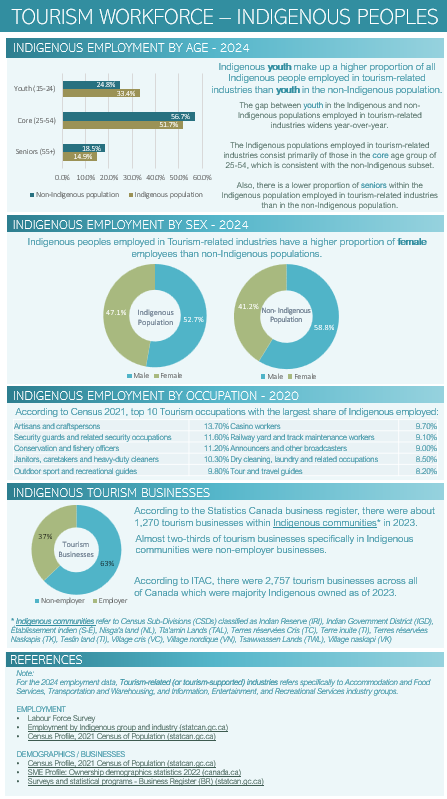 TOURISM WORKFORCE – INDIGENOUS PEOPLES
INDIGENOUS EMPLOYMENT BY AGE - 2024
Youth (15-24)
24.8%
33.4%
Core (25-54)
56.7%
51.7%
Seniors (55+)
18.5%
14.9%
0.0% 10.0% 20.0% 30.0% 40.0% 50.0% 60.0%
Non-Indigenous population Indigenous population
Indigenous youth make up a higher proportion of all
Indigenous people employed in tourism-related
industries than youth in the non-Indigenous population.
The gap between youth in the Indigenous and non-
Indigenous populations employed in tourism-related
industries widens year-over-year.
The Indigenous populations employed in tourism-related
industries consist primarily of those in the core age group of
25-54, which is consistent with the non-Indigenous subset.
Also, there is a lower proportion of seniors within the
Indigenous population employed in tourism-related industries
than in the non-Indigenous population.
INDIGENOUS EMPLOYMENT BY SEX - 2024
Indigenous peoples employed in Tourism-related industries have a higher proportion of female
employees than non-Indigenous populations.
47.1%
Indigenous
Population
52.7%
Male Female
41.2%
Non- Indigenous
Population
58.8%
Male Female
INDIGENOUS EMPLOYMENT BY OCCUPATION - 2020
According to Census 2021, top 10 Tourism occupations with the largest share of Indigenous employed:
Artisans and craftspersons 13.70% Casino workers 9.70%
Security guards and related security occupations 11.60% Railway yard and track maintenance workers 9.10%
Conservation and fishery officers 11.20% Announcers and other broadcasters 9.00%
Janitors, caretakers and heavy-duty cleaners 10.30% Dry cleaning, laundry and related occupations 8.50%
Outdoor sport and recreational guides 9.80% Tour and travel guides 8.20%
INDIGENOUS TOURISM BUSINESSES
37%
Tourism
Businesses
63%
Non-employer Employer
According to the Statistics Canada business register, there were about
1,270 tourism businesses within Indigenous communities* in 2023.
Almost two-thirds of tourism businesses specifically in Indigenous
communities were non-employer businesses.
According to ITAC, there were 2,757 tourism businesses across all
of Canada which were majority Indigenous owned as of 2023.
* Indigenous communities refer to Census Sub-Divisions (CSDs) classified as Indian Reserve (IRI), Indian Government District (IGD),
Établissement indien (S-É), Nisga'a land (NL), Tla'amin Lands (TAL), Terres réservées Cris (TC), Terre inuite (TI), Terres réservées
Naskapis (TK), Teslin land (TI), Village cris (VC), Village nordique (VN), Tsawwassen Lands (TWL), Village naskapi (VK)
REFERENCES
Note:
For the 2024 employment data, Tourism-related (or tourism-supported) industries refers specifically to Accommodation and Food
Services, Transportation and Warehousing, and Information, Entertainment, and Recreational Services industry groups.
EMPLOYMENT
• Labour Force Survey
• Employment by Indigenous group and industry (statcan.gc.ca)
• Census Profile, 2021 Census of Population (statcan.gc.ca)
DEMOGRAPHICS / BUSINESSES
• Census Profile, 2021 Census of Population (statcan.gc.ca)
• SME Profile: Ownership demographics statistics 2022 (canada.ca)
• Surveys and statistical programs - Business Register (BR) (statcan.gc.ca)